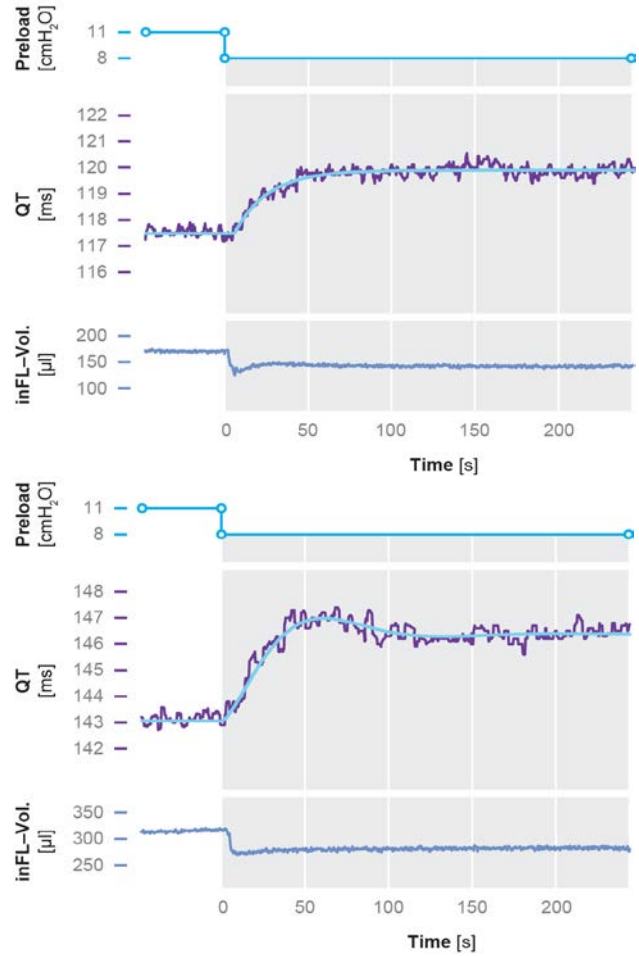 Preload
[cmH₂O]
11
8
QT
[ms]
122
121
120
119
118
117
116
inFL–Vol.
[µl]
200
150
100
0 50 100 150 200
Time [s]
Preload
[cmH₂O]
11
8
QT
[ms]
148
147
146
145
144
143
142
inFL–Vol.
[µl]
350
300
250
0 50 100 150 200
Time [s]